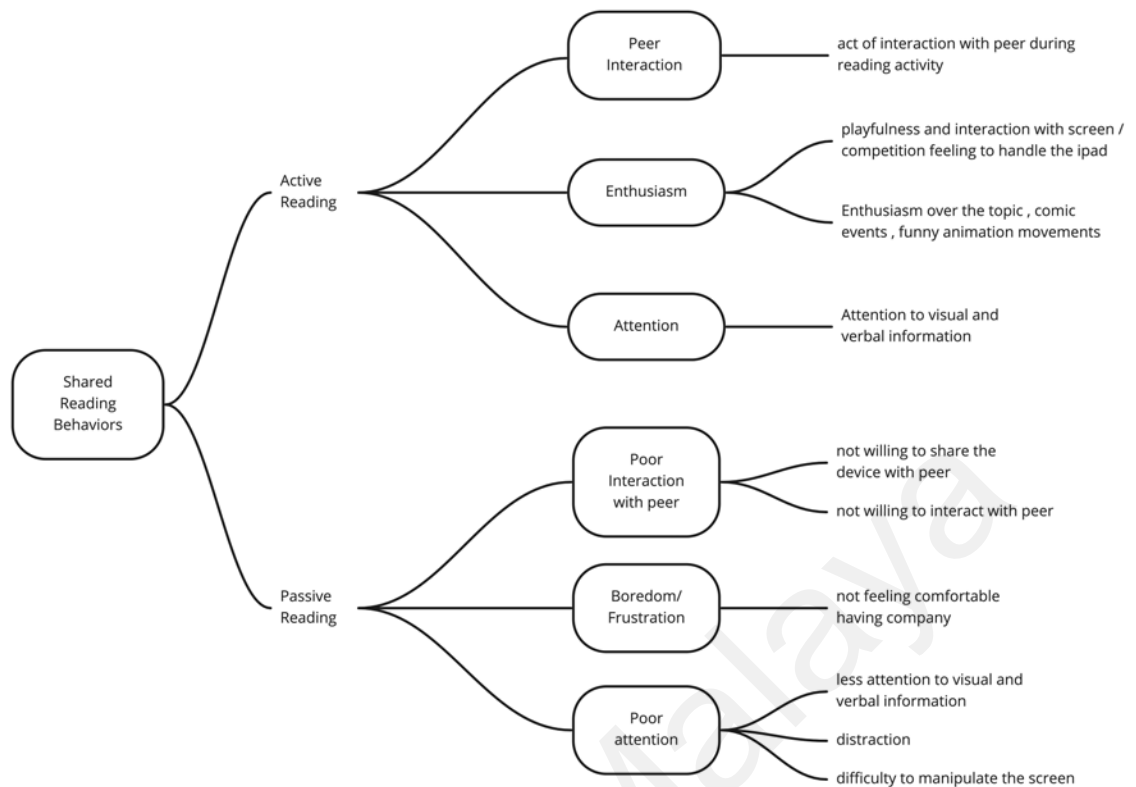 Shared
Reading
Behaviors
Active
Reading
Peer
Interaction
act of interaction with peer during
reading activity
Enthusiasm
playfulness and interaction with screen /
competition feeling to handle the ipad
Enthusiasm over the topic , comic
events , funny animation movements
Attention
Attention to visual and
verbal information
Passive
Reading
Poor
Interaction
with peer
not willing to share the
device with peer
not willing to interact with peer
Boredom/
Frustration
not feeling comfortable
having company
Poor
attention
less attention to visual and
verbal information
distraction
difficulty to manipulate the screen
Malaya